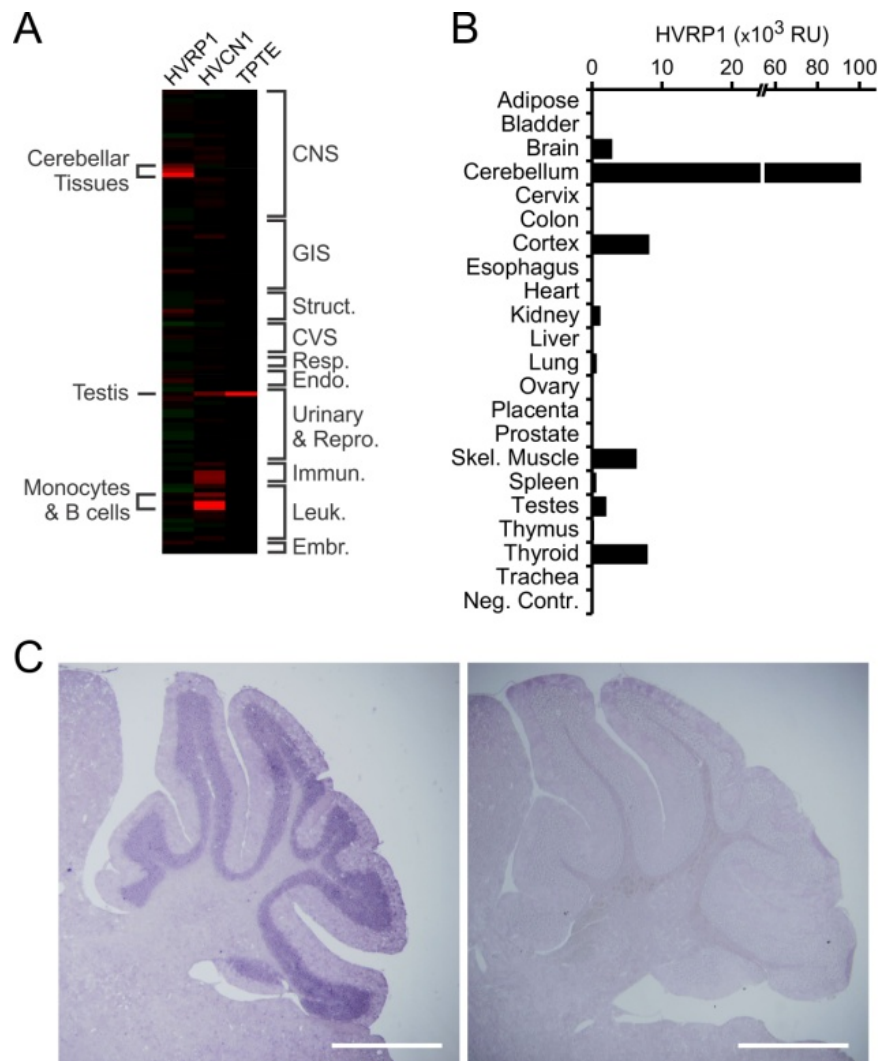 A
HVRP1 HVCN1 TPTE
Cerebellar
Tissues
Testis
Monocytes
& B cells
CNS
GIS
Struct.
CVS
Resp.
Endo.
Urinary
& Repro.
Immun.
Leuk.
Embr.
B
HVRP1 (x10³ RU)
0 10 20 60 80 100
Adipose
Bladder
Brain
Cerebellum
Cervix
Colon
Cortex
Esophagus
Heart
Kidney
Liver
Lung
Ovary
Placenta
Prostate
Skel. Muscle
Spleen
Testes
Thymus
Thyroid
Trachea
Neg. Contr.
C